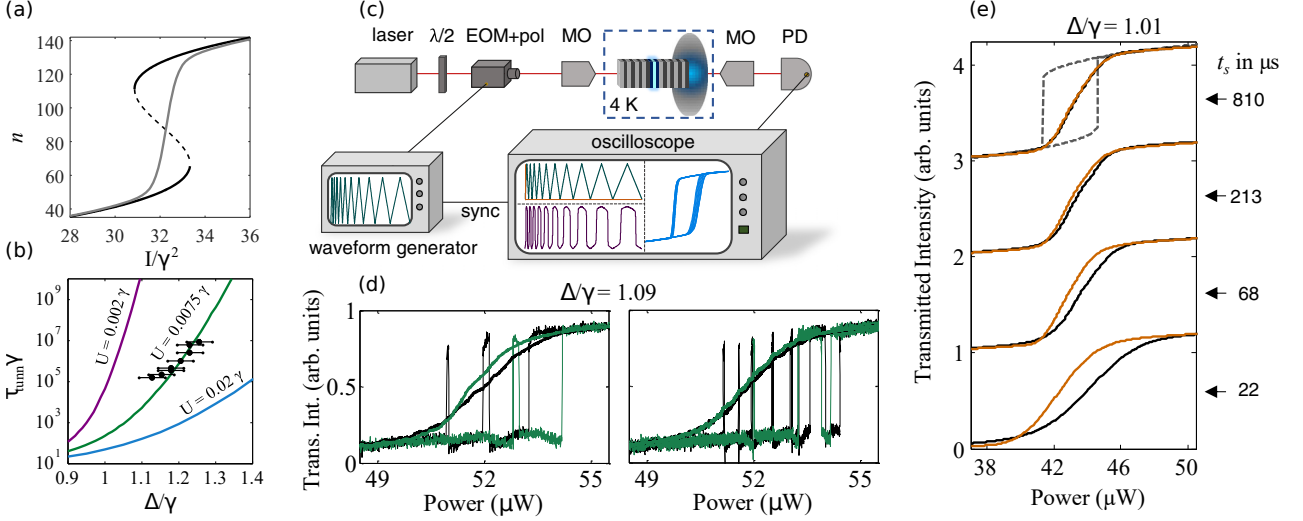 (a)
140
120
100
80
60
40
n
28
30
32
34
36
I/γ²
(b)
10⁹
10⁷
10⁵
10³
10¹
τtunnγ
U = 0.002 γ
U = 0.0075 γ
U = 0.02 γ
0.9
1
1.1
1.2
1.3
1.4
Δ/γ
(c)
laser
λ/2
EOM+pol
MO
MO
PD
4 K
oscilloscope
sync
waveform generator
(d)
Δ/γ = 1.09
Trans. Int. (arb. units)
1
0.5
0
49
52
55
49
52
55
Power (μW)
Power (μW)
(e)
Δ/γ = 1.01
tₛ in μs
Transmitted Intensity (arb. units)
4
3
2
1
0
810
213
68
22
38
42
46
50
Power (μW)